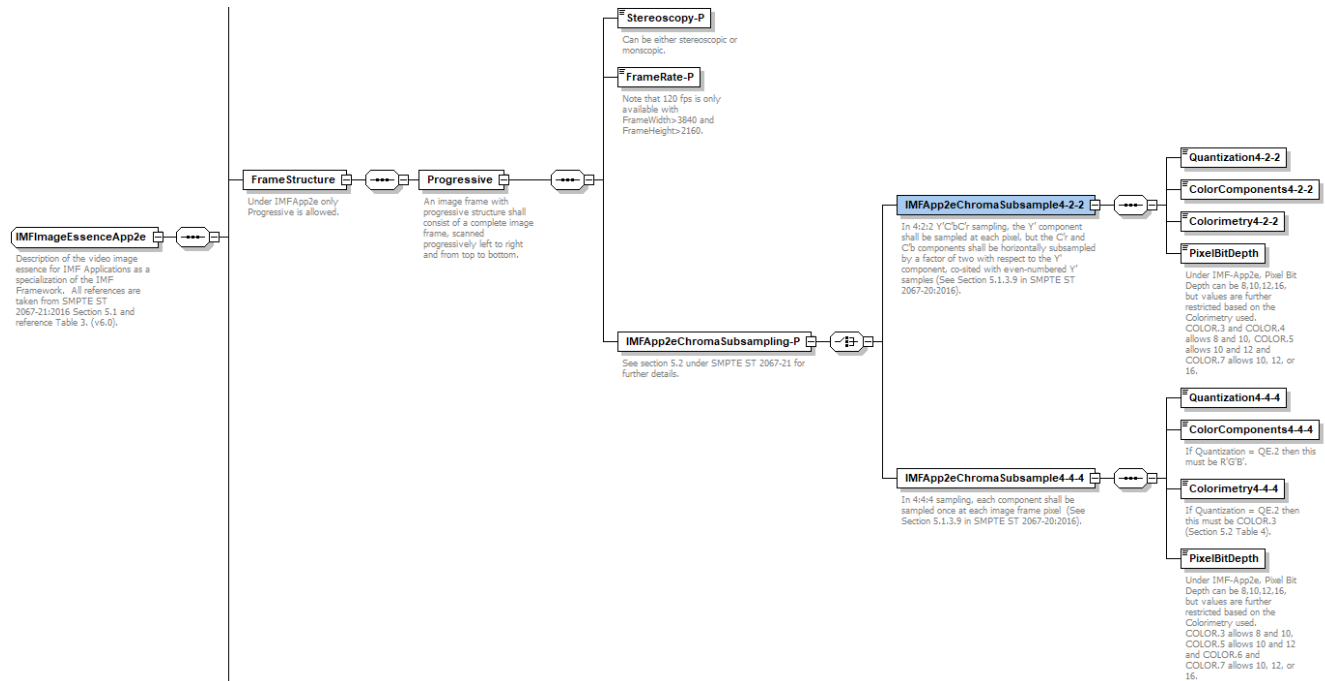 IMFImageEssenceApp2e
Description of the video image
essence for IMF Applications as a
specialization of the IMF
Framework.  All references are
taken from SMPTE ST
2067-21:2016 Section 5.1 and
reference Table 3. (v6.0).
FrameStructure
Under IMFApp2e only
Progressive is allowed.
Progressive
An image frame with
progressive structure shall
consist of a complete image
frame, scanned
progressively left to right
and from top to bottom.
Stereoscopy-P
Can be either stereoscopic or
monscopic.
FrameRate-P
Note that 120 fps is only
available with
FrameWidth>3840 and
FrameHeight>2160.
IMFApp2eChromaSubsampling-P
See section 5.2 under SMPTE ST 2067-21 for
further details.
IMFApp2eChromaSubsample4-2-2
In 4:2:2 Y'C'bC'r sampling, the Y' component
shall be sampled at each pixel, but the C'r and
C'b components shall be horizontally subsampled
by a factor of two with respect to the Y'
component, co-sited with even-numbered Y'
samples (See Section 5.1.3.9 in SMPTE ST
2067-20:2016).
Quantization4-2-2
ColorComponents4-2-2
Colorimetry4-2-2
PixelBitDepth
Under IMF-App2e, Pixel Bit
Depth can be 8,10,12,16,
but values are further
restricted based on the
Colorimetry used.
COLOR.3 and COLOR.4
allows 8 and 10, COLOR.5
allows 10 and 12 and
COLOR.7 allows 10, 12, or
16.
IMFApp2eChromaSubsample4-4-4
In 4:4:4 sampling, each component shall be
sampled once at each image frame pixel  (See
Section 5.1.3.9 in SMPTE ST 2067-20:2016).
Quantization4-4-4
ColorComponents4-4-4
If Quantization = QE.2 then this
must be R'G'B'.
Colorimetry4-4-4
If Quantization = QE.2 then
this must be COLOR.3
(Section 5.2 Table 4).
PixelBitDepth
Under IMF-App2e, Pixel Bit
Depth can be 8,10,12,16,
but values are further
restricted based on the
Colorimetry used.
COLOR.3 allows 8 and 10,
COLOR.5 allows 10 and 12
and COLOR.6 and
COLOR.7 allows 10, 12, or
16.